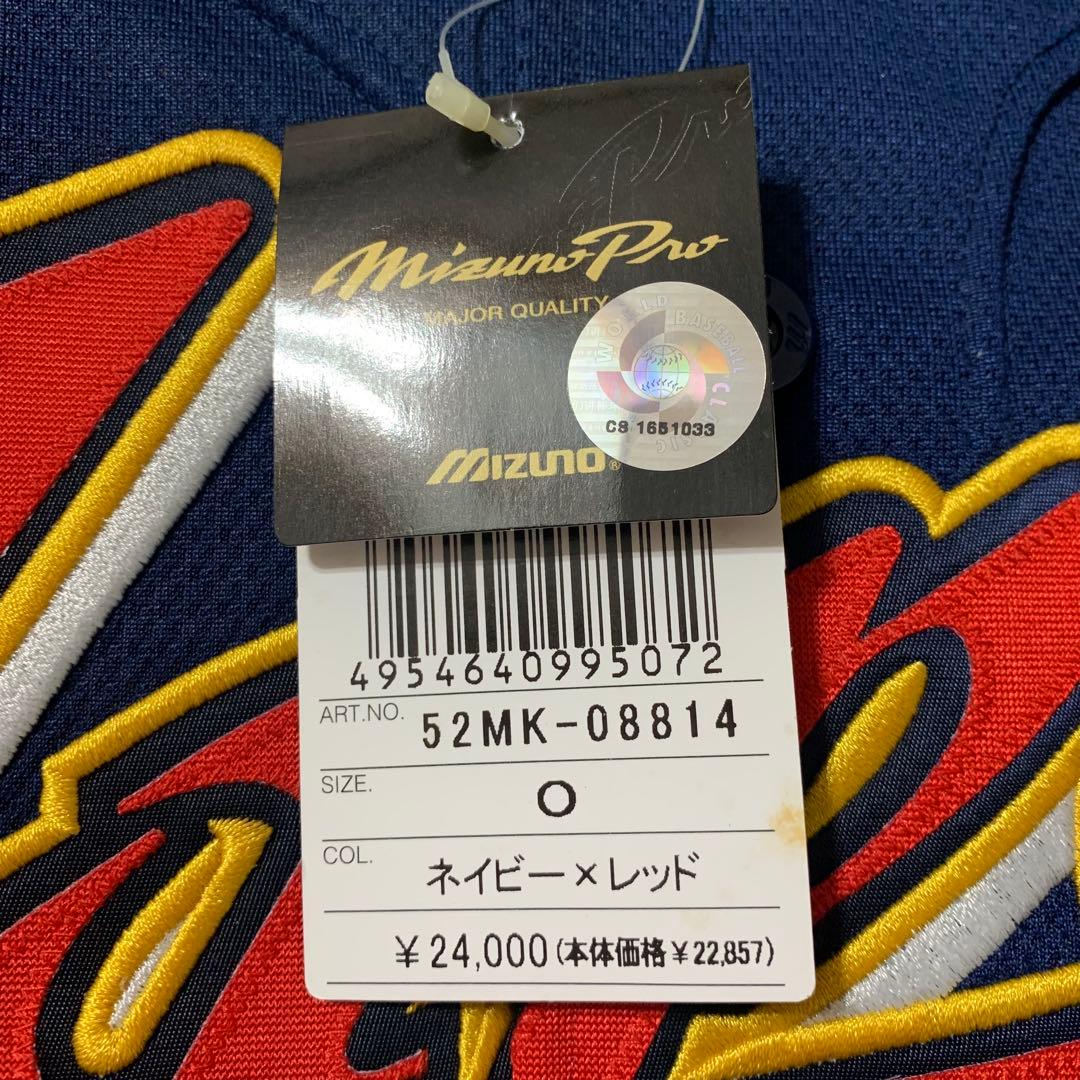 Mizuno Pro
MAJOR QUALITY
WORLD BASEBALL CLASSIC
CS 1651033
MIZUNO®
4954640995072
ART.NO. 52MK-08814
SIZE. O
COL. ネイビー×レッド
¥24,000(本体価格¥22,857)